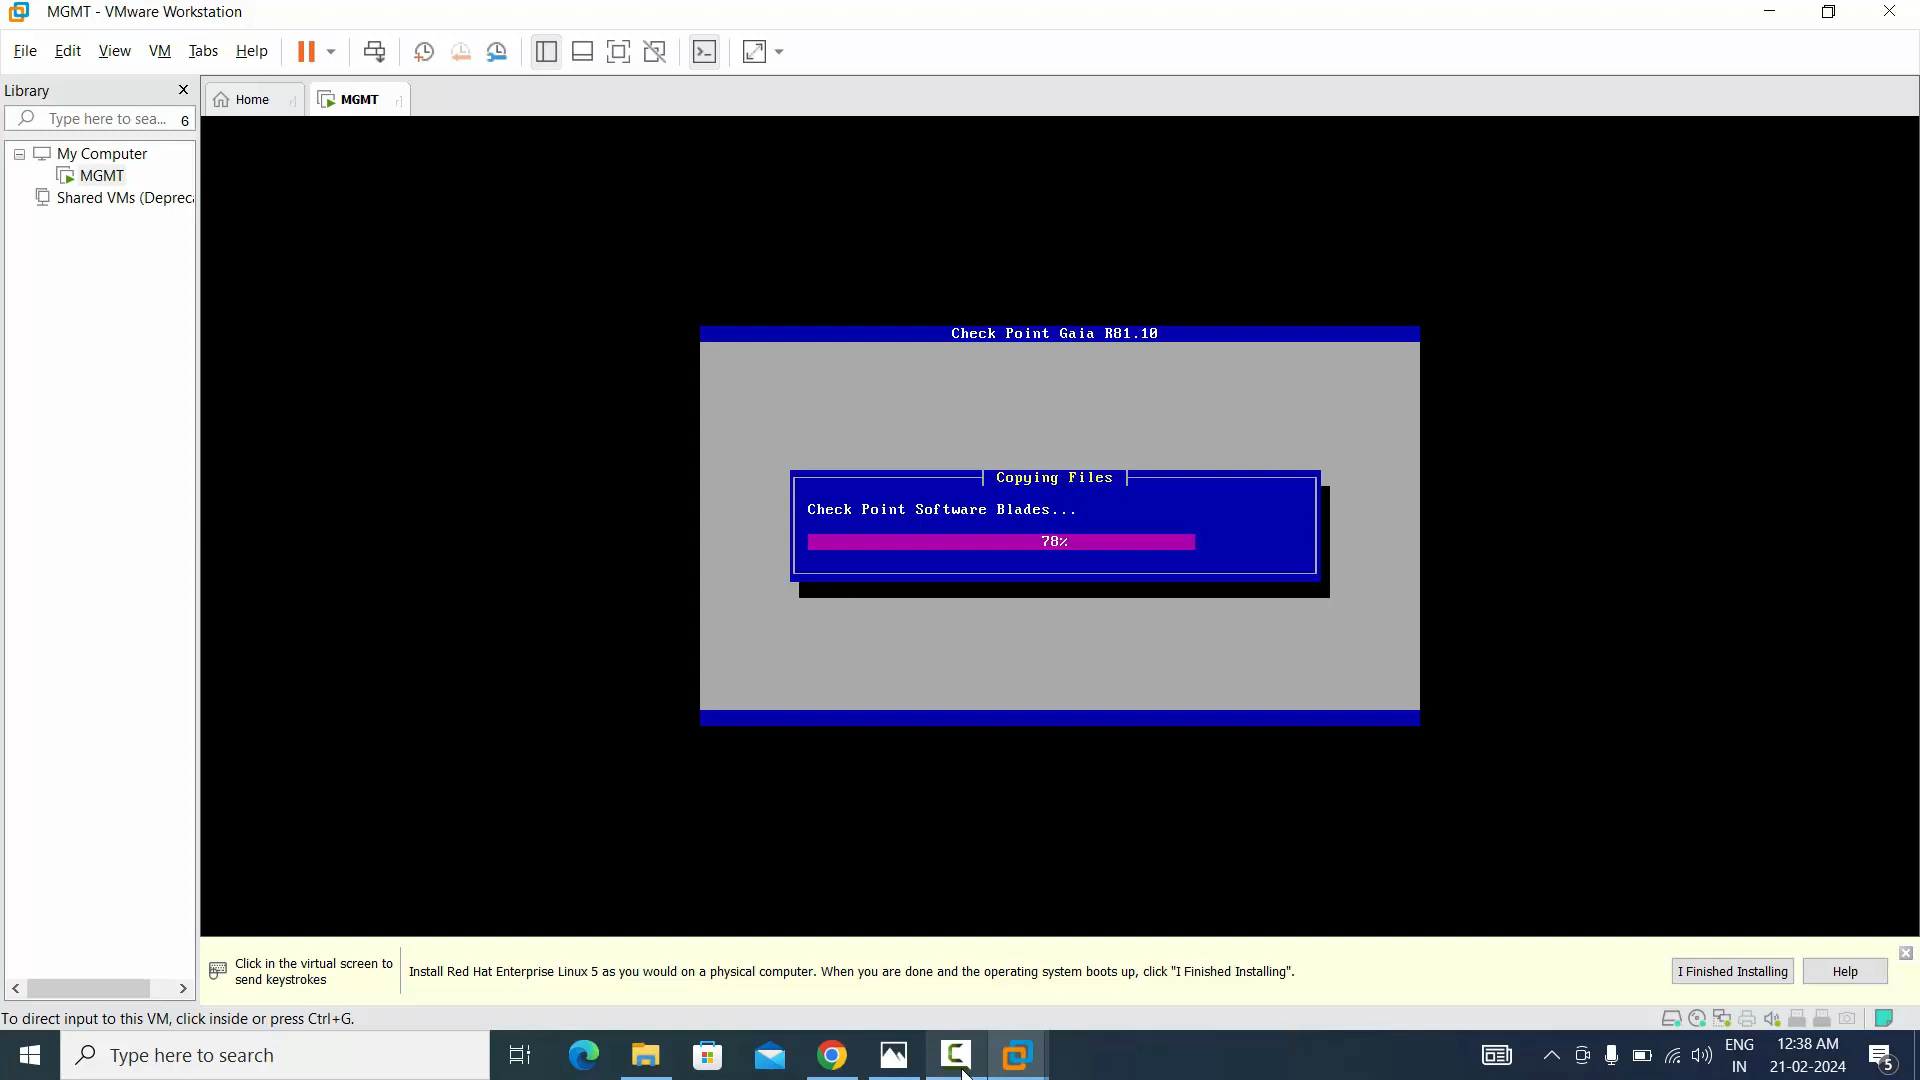 MGMT - VMware Workstation
File Edit View VM Tabs Help
Library
Type here to sea... 6
My Computer
MGMT
Shared VMs (Depreca
Home
MGMT
Check Point Gaia R81.10
Copying Files
Check Point Software Blades...
78%
Click in the virtual screen to
send keystrokes
Install Red Hat Enterprise Linux 5 as you would on a physical computer. When you are done and the operating system boots up, click "I Finished Installing".
I Finished Installing
Help
To direct input to this VM, click inside or press Ctrl+G.
Type here to search
ENG
IN
12:38 AM
21-02-2024
5